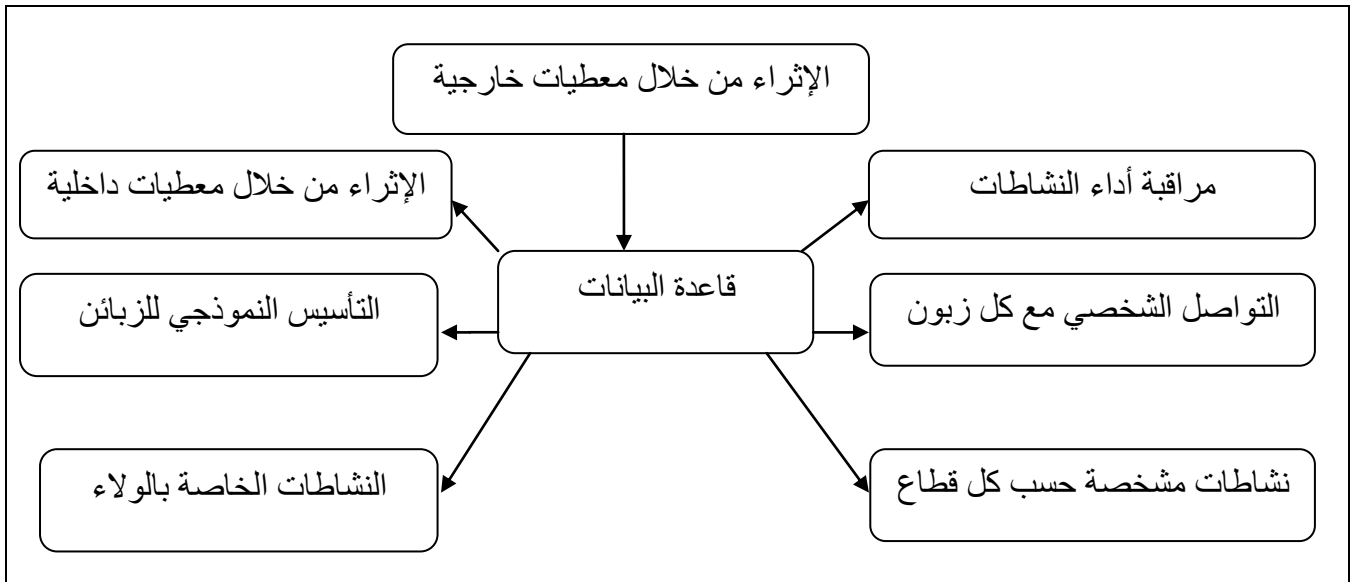 الإثراء من خلال معطيات خارجية
مراقبة أداء النشاطات
الإثراء من خلال معطيات داخلية
قاعدة البيانات
التواصل الشخصي مع كل زبون
التأسيس النموذجي للزبائن
نشاطات مشخصة حسب كل قطاع
النشاطات الخاصة بالولاء